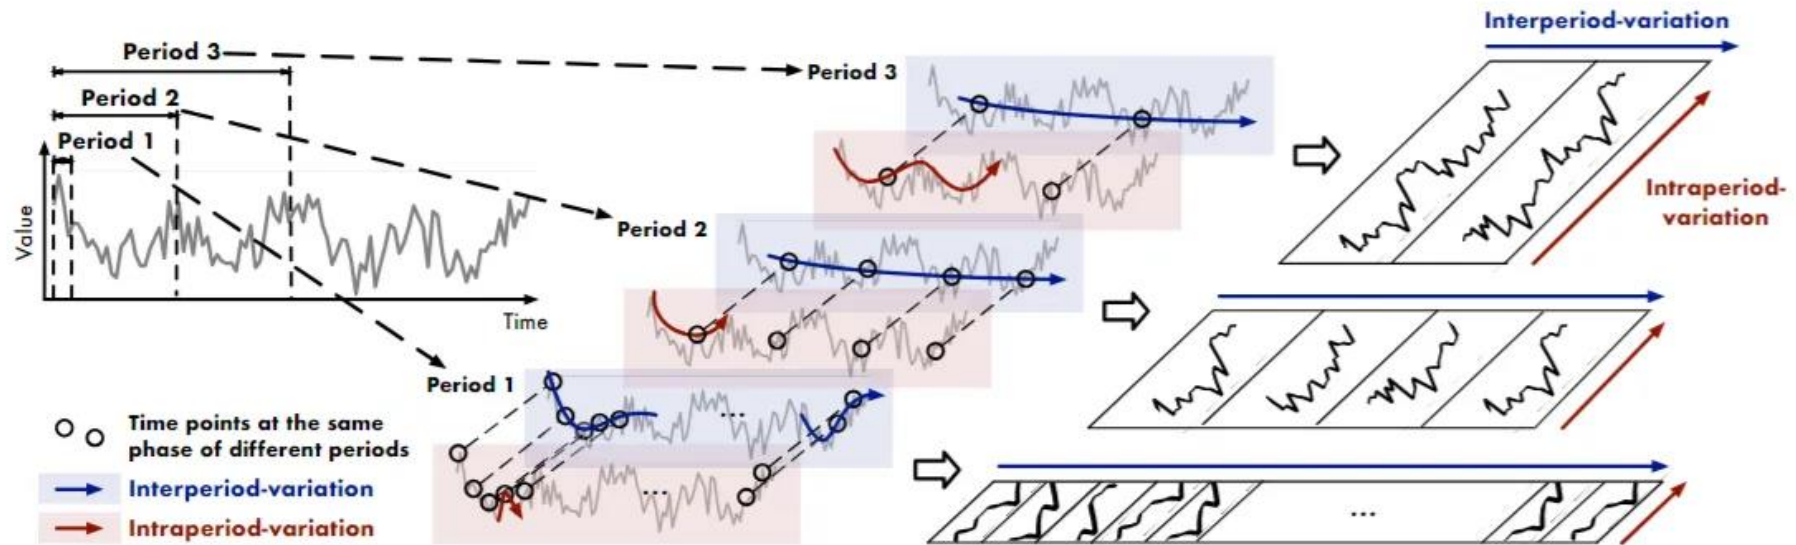 Interperiod-variation
Period 3
Period 3
Period 2
Period 1
Intraperiod-
variation
Value
Period 2
Time
Period 1
...
...
...
Time points at the same
phase of different periods
Interperiod-variation
Intraperiod-variation